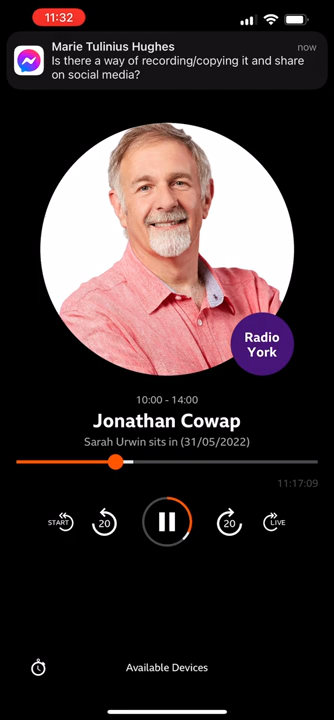 11:32
Marie Tulinius Hughes
now
Is there a way of recording/copying it and share
on social media?
Radio
York
10:00 - 14:00
Jonathan Cowap
Sarah Urwin sits in (31/05/2022)
11:17:09
START
20
20
LIVE
Available Devices